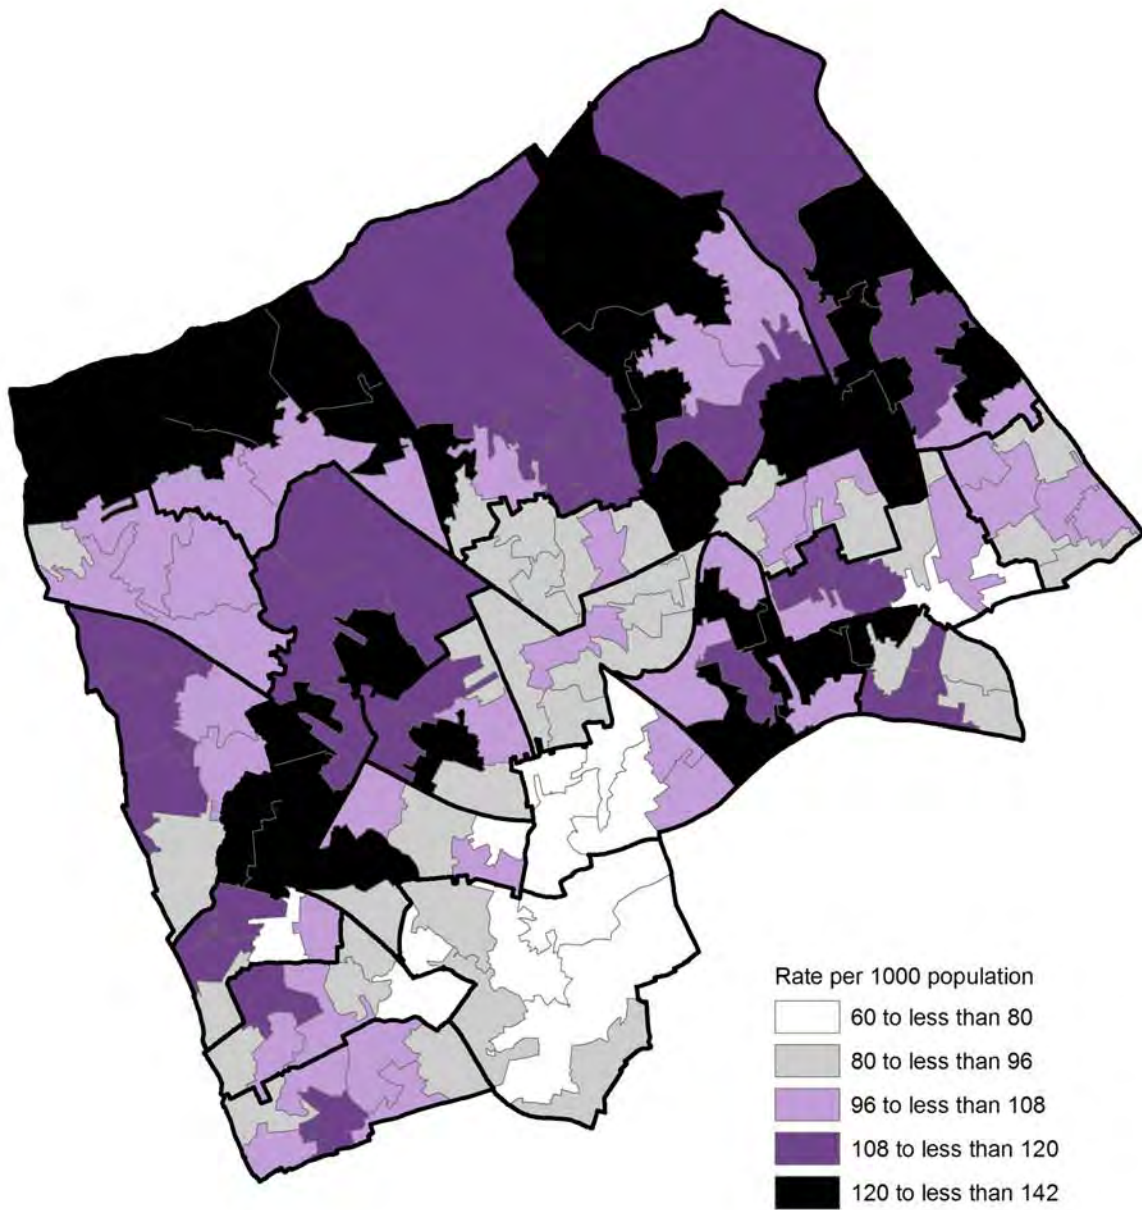 Rate per 1000 population
60 to less than 80
80 to less than 96
96 to less than 108
108 to less than 120
120 to less than 142